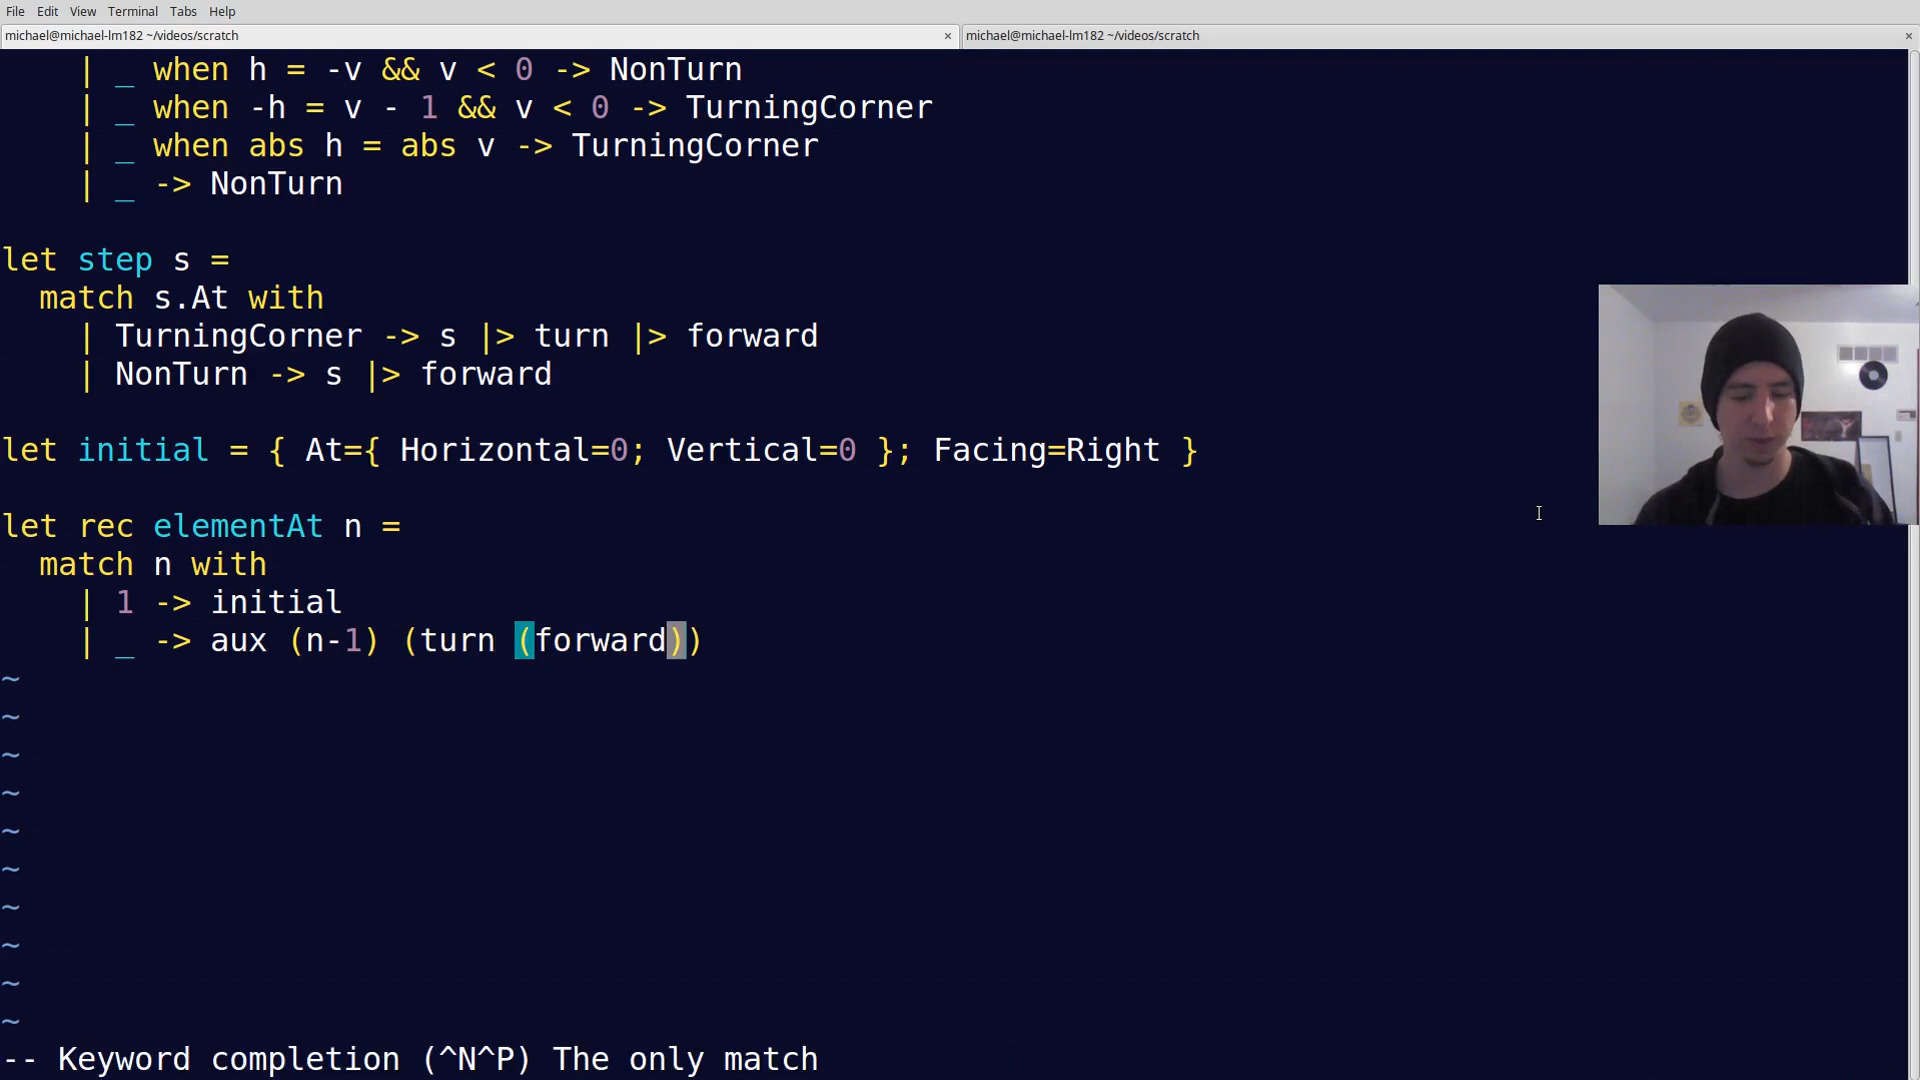 File Edit View Terminal Tabs Help
michael@michael-lm182 ~/videos/scratch × michael@michael-lm182 ~/videos/scratch ×
| _ when h = -v && v < 0 -> NonTurn
| _ when -h = v - 1 && v < 0 -> TurningCorner
| _ when abs h = abs v -> TurningCorner
| _ -> NonTurn
let step s =
match s.At with
| TurningCorner -> s |> turn |> forward
| NonTurn -> s |> forward
let initial = { At={ Horizontal=0; Vertical=0 }; Facing=Right }
let rec elementAt n =
match n with
| 1 -> initial
| _ -> aux (n-1) (turn (forward))
~
~
~
~
~
~
~
~
~
~
-- Keyword completion (^N^P) The only match